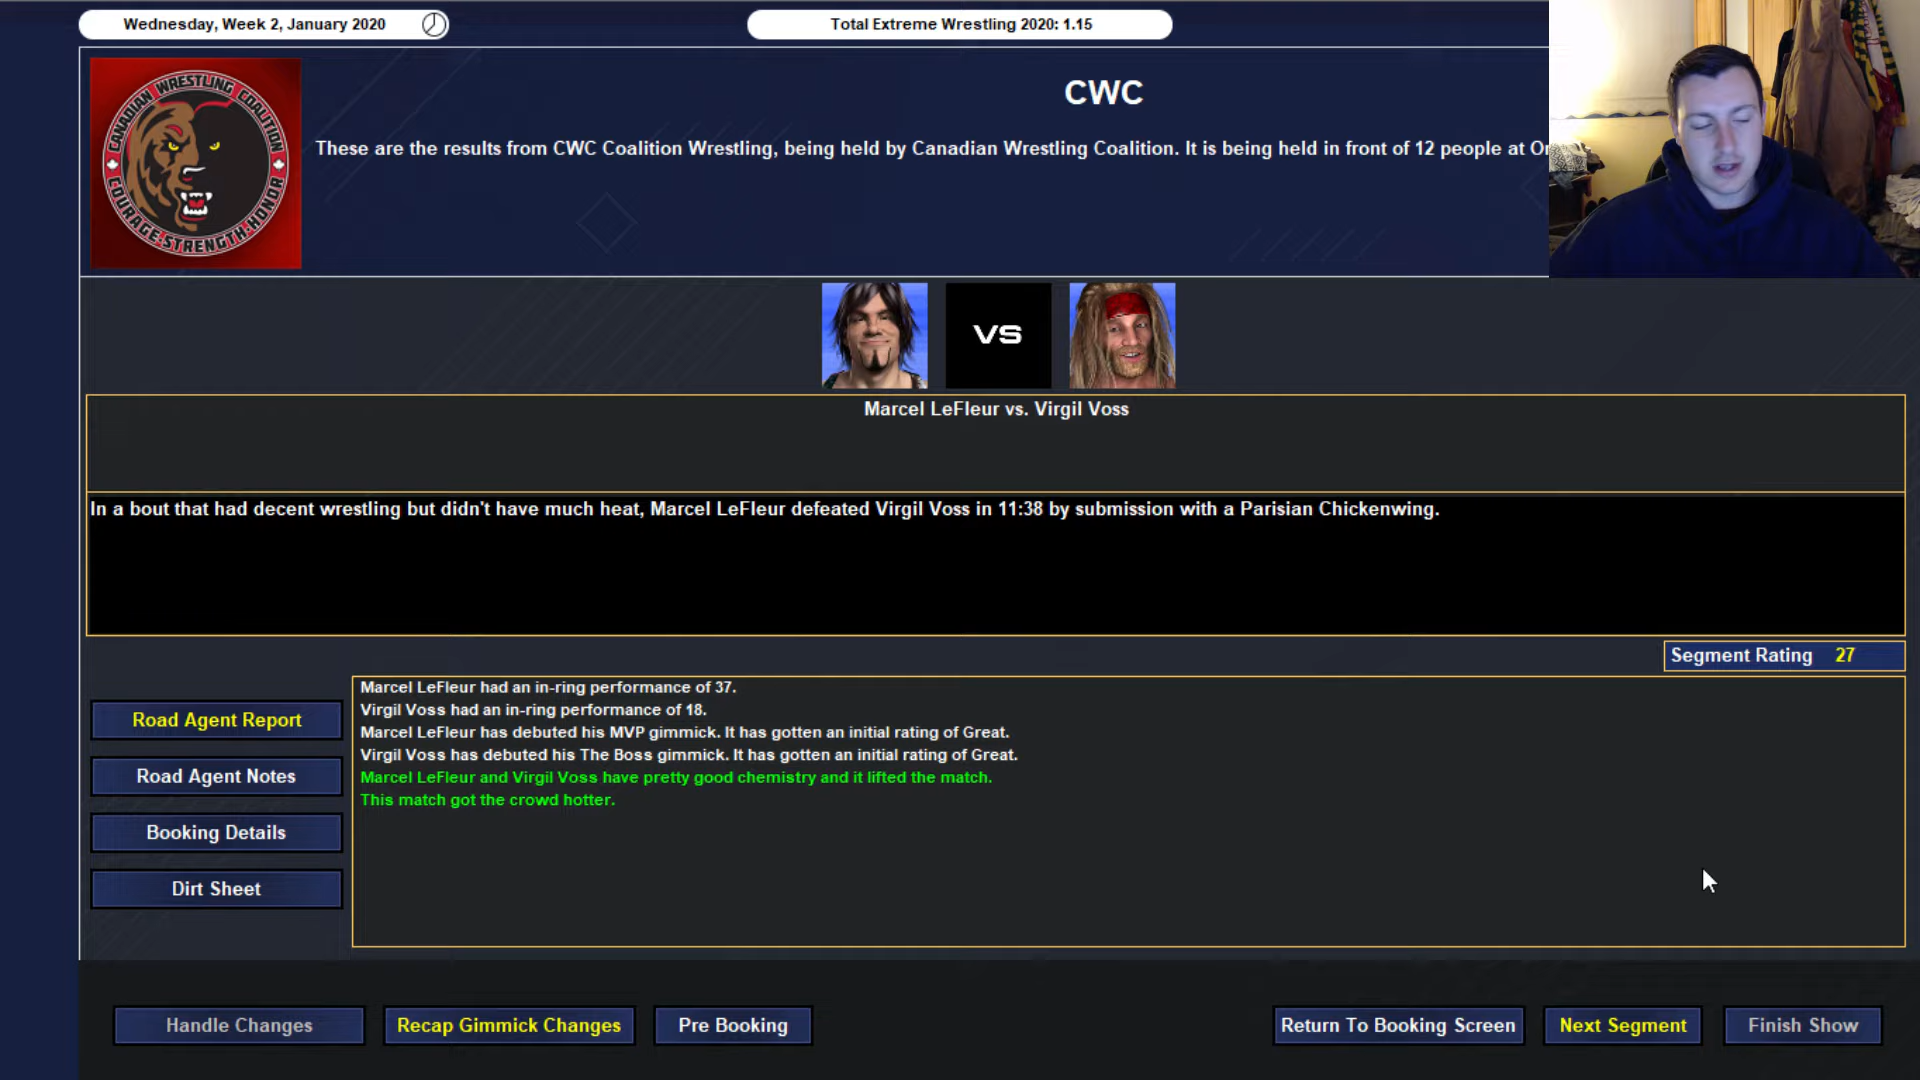 Wednesday, Week 2, January 2020
Total Extreme Wrestling 2020: 1.15
CANADIAN WRESTLING COALITION
COURAGE·STRENGTH·HONOR
CWC
These are the results from CWC Coalition Wrestling, being held by Canadian Wrestling Coalition. It is being held in front of 12 people at
VS
Marcel LeFleur vs. Virgil Voss
In a bout that had decent wrestling but didn't have much heat, Marcel LeFleur defeated Virgil Voss in 11:38 by submission with a Parisian Chickenwing.
Segment Rating 27
Road Agent Report
Road Agent Notes
Booking Details
Dirt Sheet
Marcel LeFleur had an in-ring performance of 37.
Virgil Voss had an in-ring performance of 18.
Marcel LeFleur has debuted his MVP gimmick. It has gotten an initial rating of Great.
Virgil Voss has debuted his The Boss gimmick. It has gotten an initial rating of Great.
Marcel LeFleur and Virgil Voss have pretty good chemistry and it lifted the match.
This match got the crowd hotter.
Handle Changes
Recap Gimmick Changes
Pre Booking
Return To Booking Screen
Next Segment
Finish Show